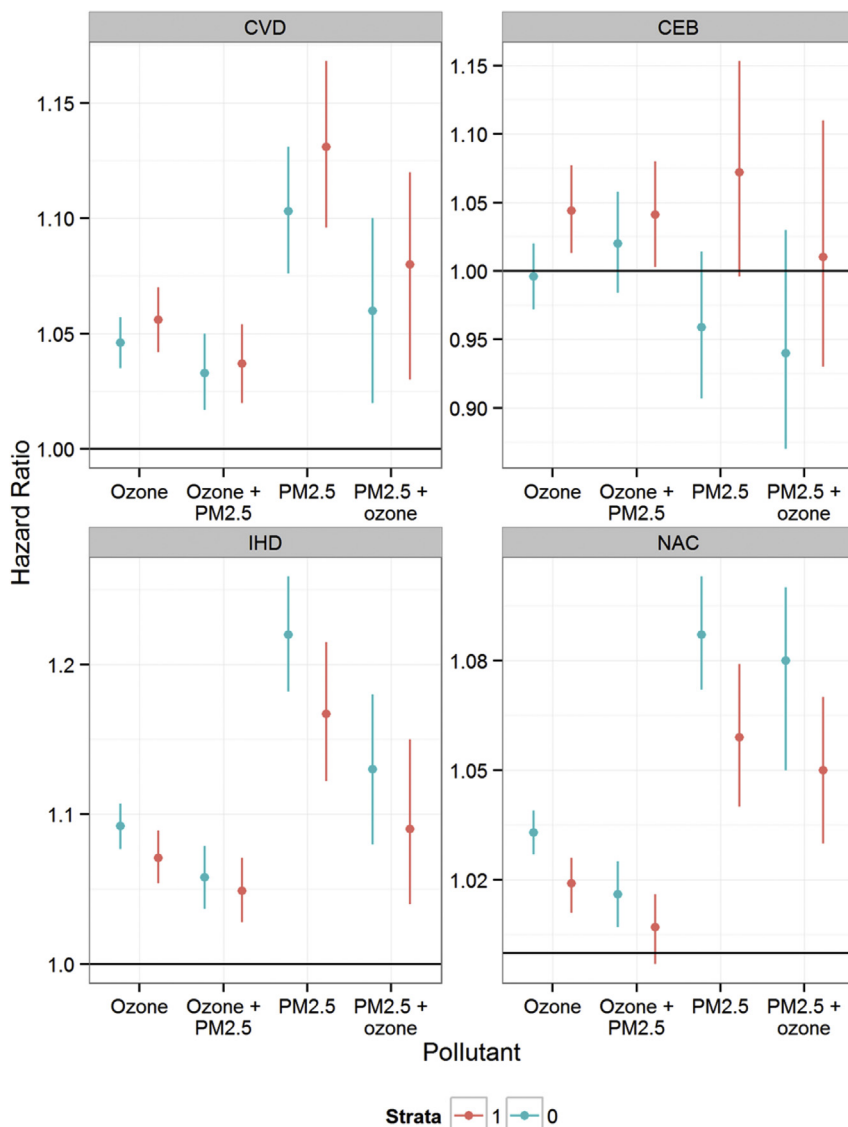 CVD
CEB
1.15
1.10
1.05
1.00
1.15
1.10
1.05
1.00
0.95
0.90
Ozone
Ozone +
PM2.5
PM2.5
PM2.5 +
ozone
Ozone
Ozone +
PM2.5
PM2.5
PM2.5 +
ozone
Hazard Ratio
IHD
NAC
1.2
1.1
1.0
1.08
1.05
1.02
Ozone
Ozone +
PM2.5
PM2.5
PM2.5 +
ozone
Ozone
Ozone +
PM2.5
PM2.5
PM2.5 +
ozone
Pollutant
Strata 1 0